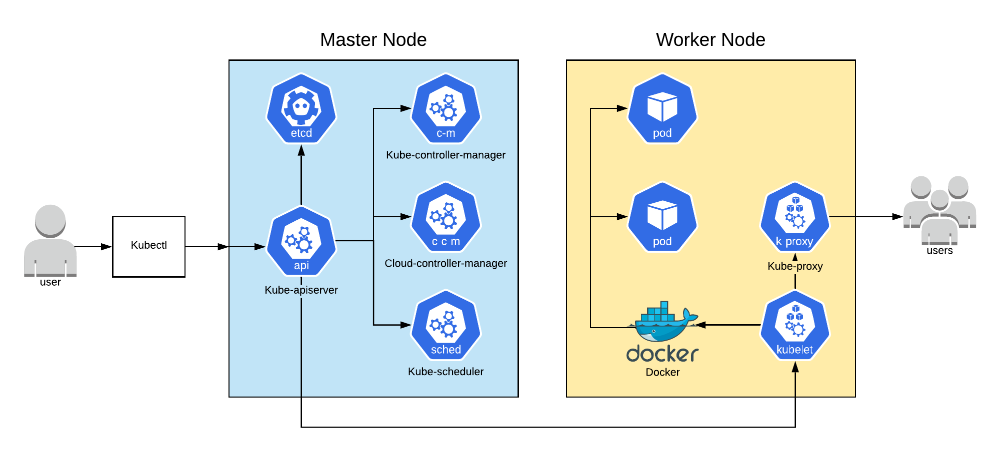 Master Node
Worker Node
etcd
c-m
Kube-controller-manager
pod
user
Kubectl
api
Kube-apiserver
c-c-m
Cloud-controller-manager
sched
Kube-scheduler
pod
k-proxy
Kube-proxy
users
docker
Docker
kubelet